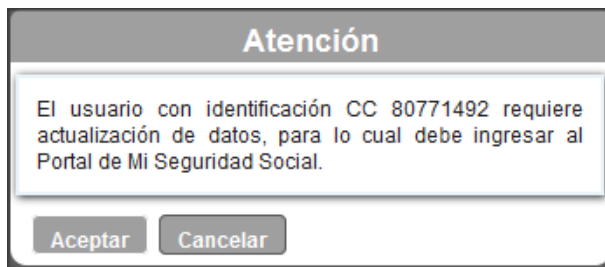 Atención
El usuario con identificación CC 80771492 requiere
actualización de datos, para lo cual debe ingresar al
Portal de Mi Seguridad Social.
Aceptar Cancelar